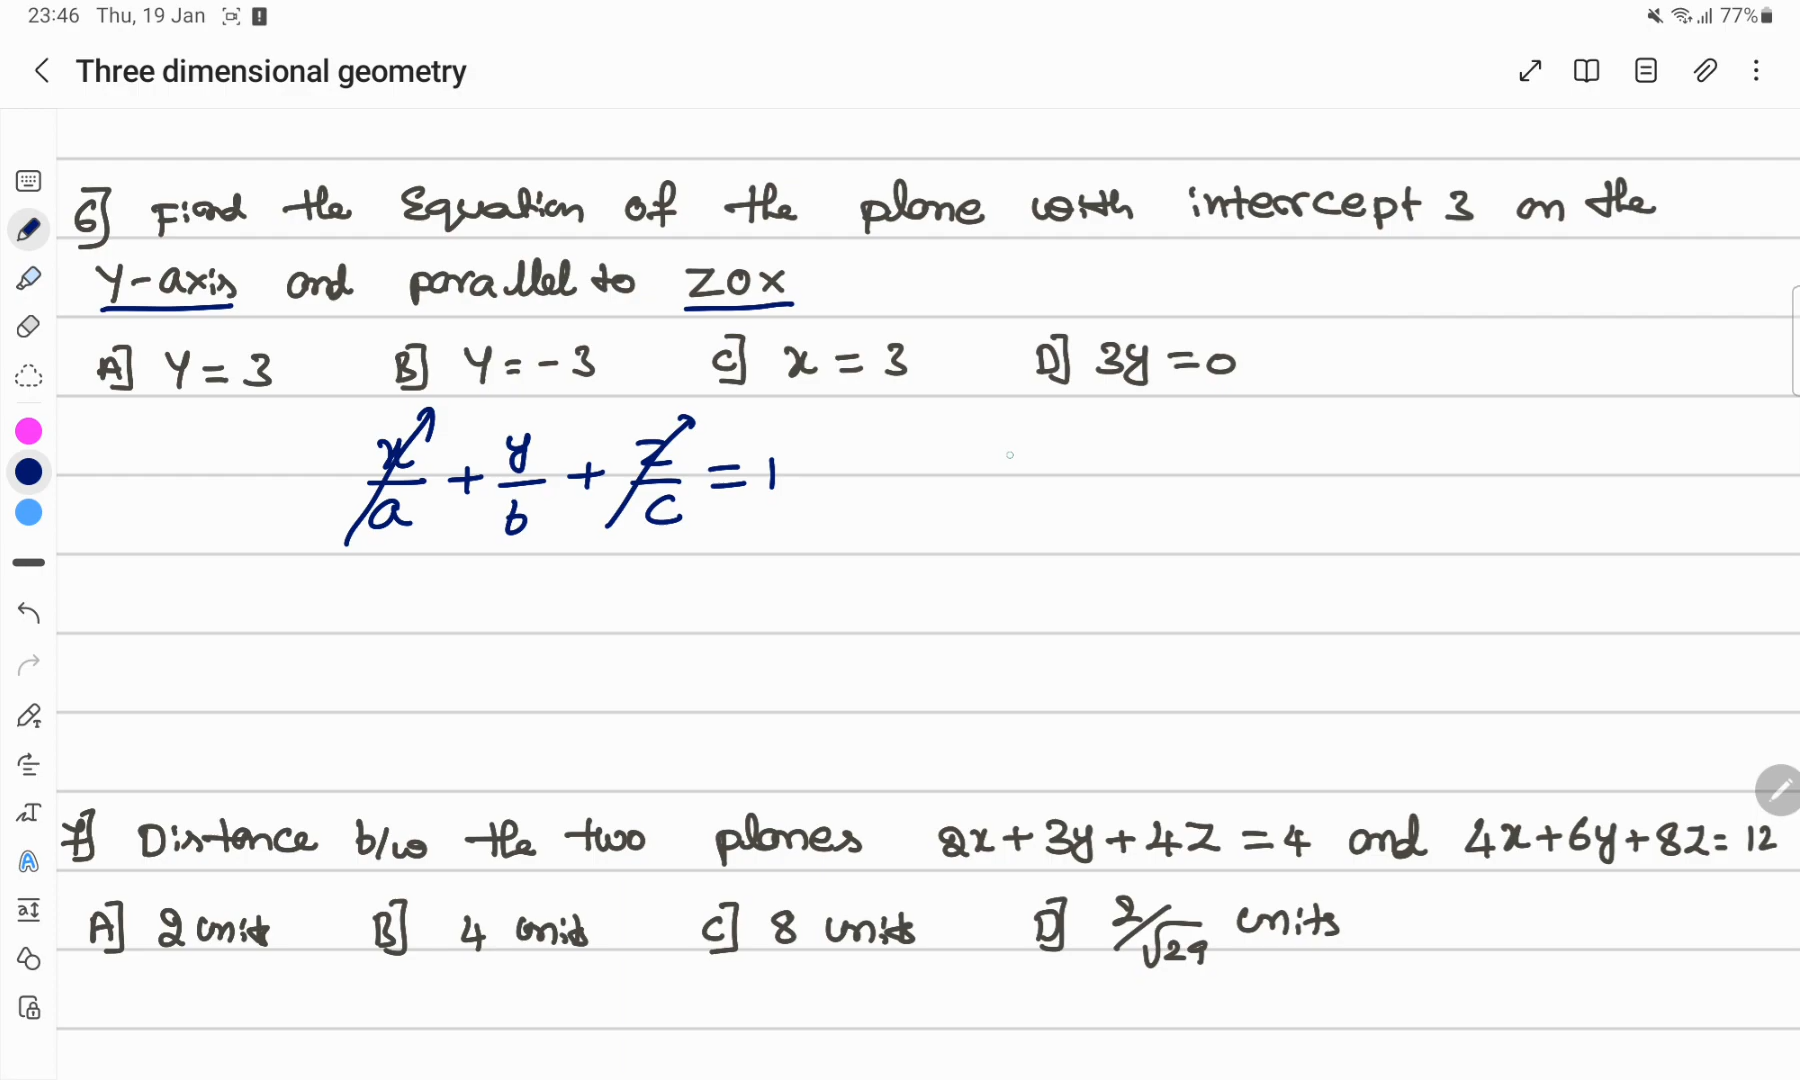 23:46 Thu, 19 Jan 77%
Three dimensional geometry
6] Find the Equation of the plane with intercept 3 on the
Y-axis and parallel to ZOX
A] Y = 3 B] Y = -3 C] x = 3 D] 3y = 0
x/a + y/b + z/c = 1
7] Distance b/w the two planes 2x+3y+4z = 4 and 4x+6y+8z = 12
A] 2 units B] 4 units C] 8 units D] 2/√29 units